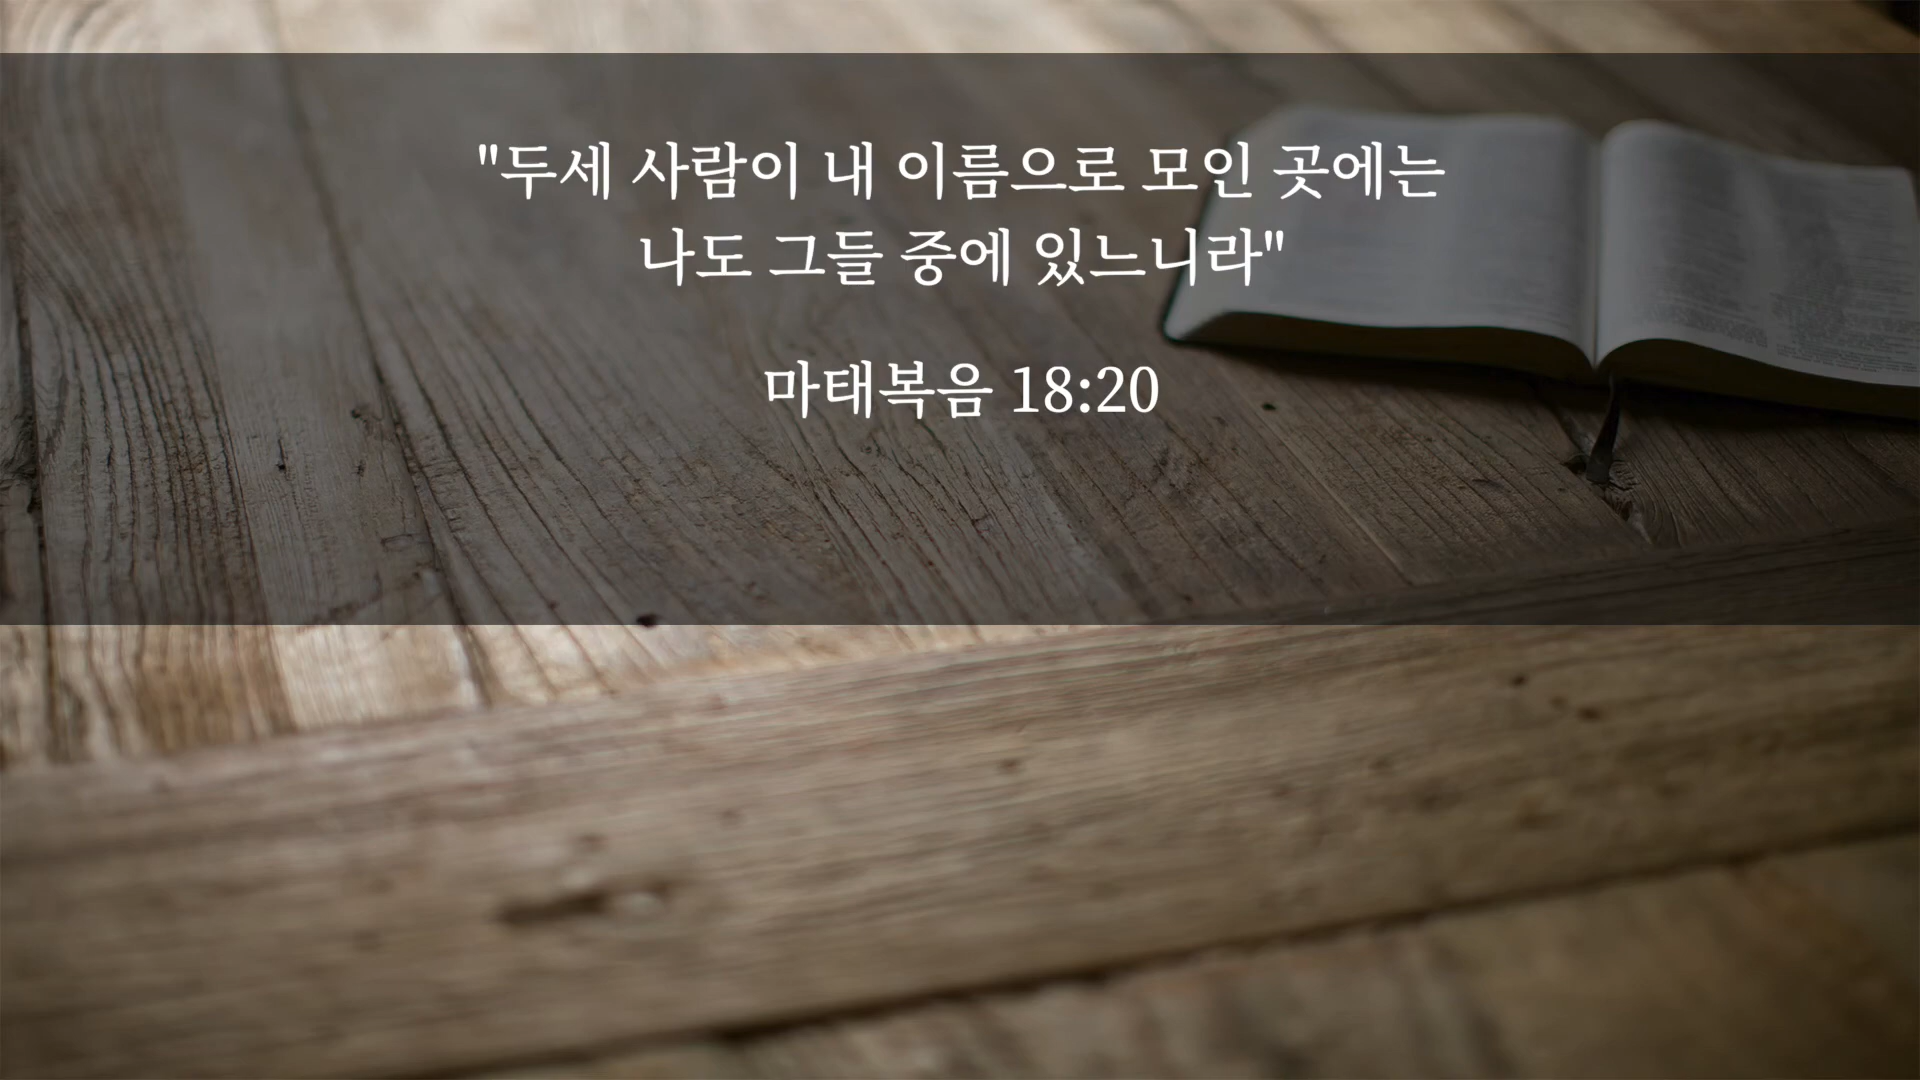 "두세 사람이 내 이름으로 모인 곳에는
나도 그들 중에 있느니라"
마태복음 18:20